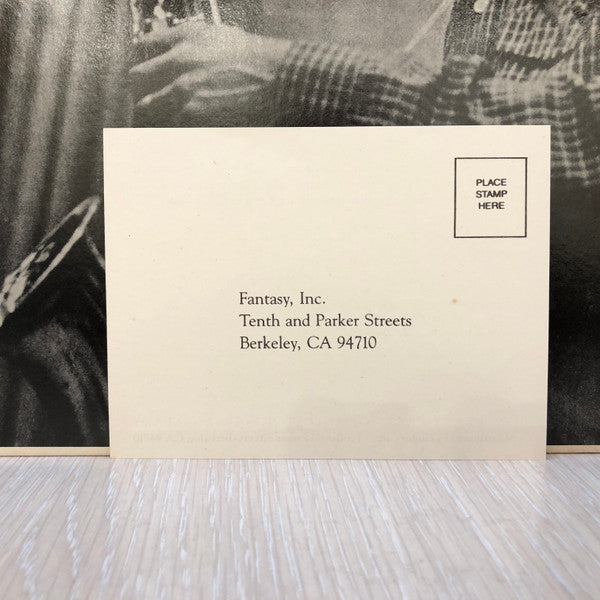 PLACE
STAMP
HERE
Fantasy, Inc.
Tenth and Parker Streets
Berkeley, CA 94710